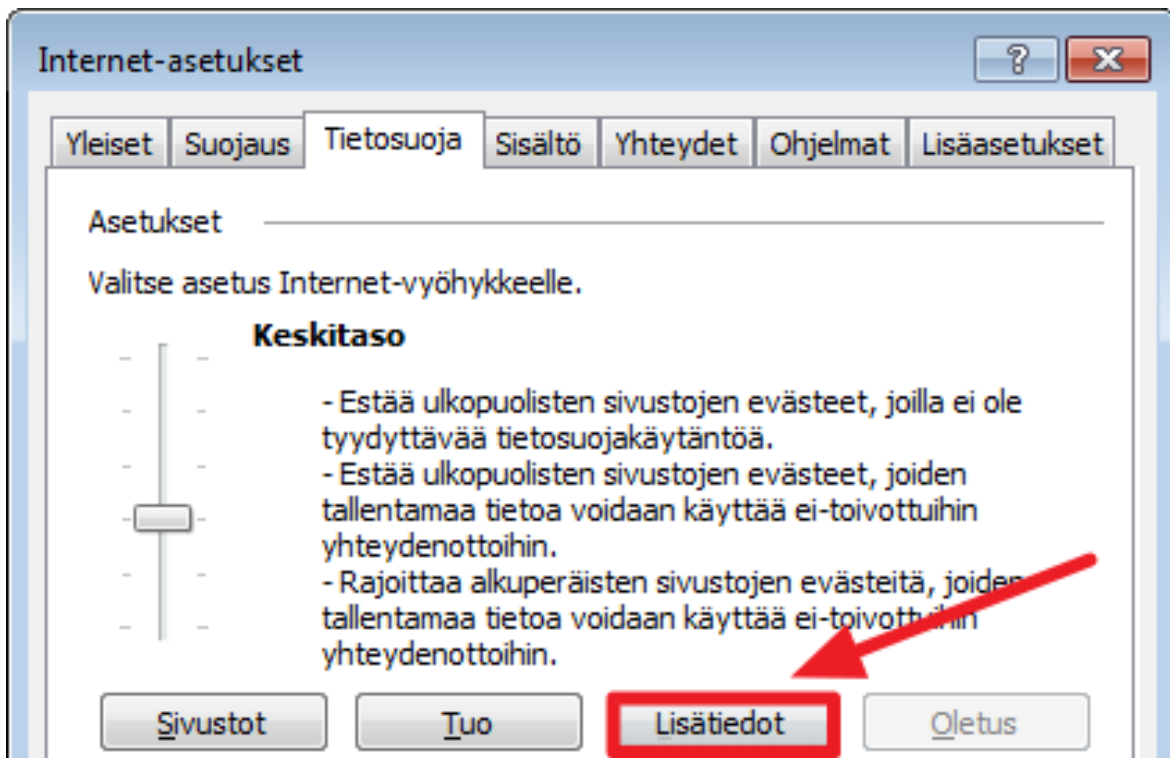 Internet-asetukset
Yleiset Suojaus Tietosuoja Sisältö Yhteydet Ohjelmat Lisäasetukset
Asetukset
Valitse asetus Internet-vyöhykkeelle.
Keskitaso
- Estää ulkopuolisten sivustojen evästeet, joilla ei ole
tyydyttävää tietosuojakäytäntöä.
- Estää ulkopuolisten sivustojen evästeet, joiden
tallentamaa tietoa voidaan käyttää ei-toivottuihin
yhteydenottoihin.
- Rajoittaa alkuperäisten sivustojen evästeitä, joiden
tallentamaa tietoa voidaan käyttää ei-toivottuihin
yhteydenottoihin.
Sivustot Tuo Lisätiedot Oletus